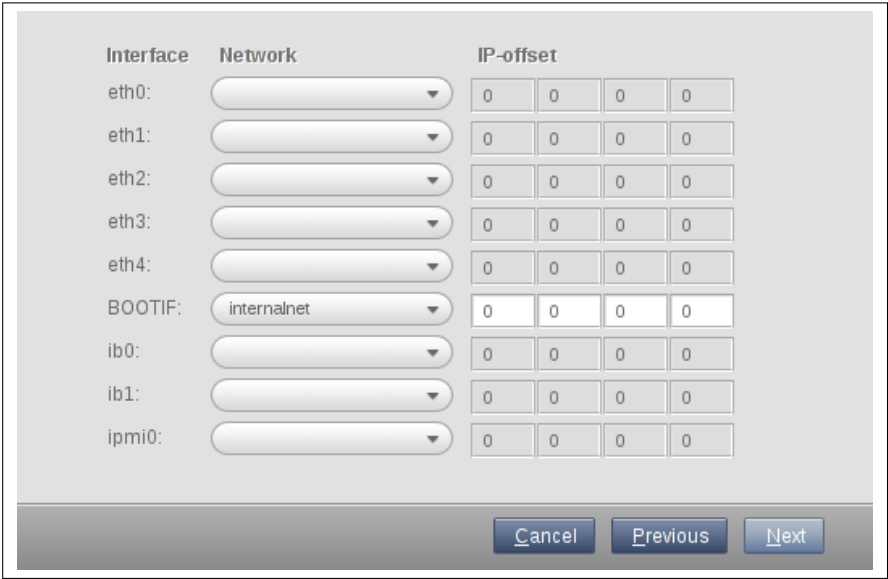 Interface Network IP-offset
eth0: 0 0 0 0
eth1: 0 0 0 0
eth2: 0 0 0 0
eth3: 0 0 0 0
eth4: 0 0 0 0
BOOTIF: internalnet 0 0 0 0
ib0: 0 0 0 0
ib1: 0 0 0 0
ipmi0: 0 0 0 0
Cancel Previous Next